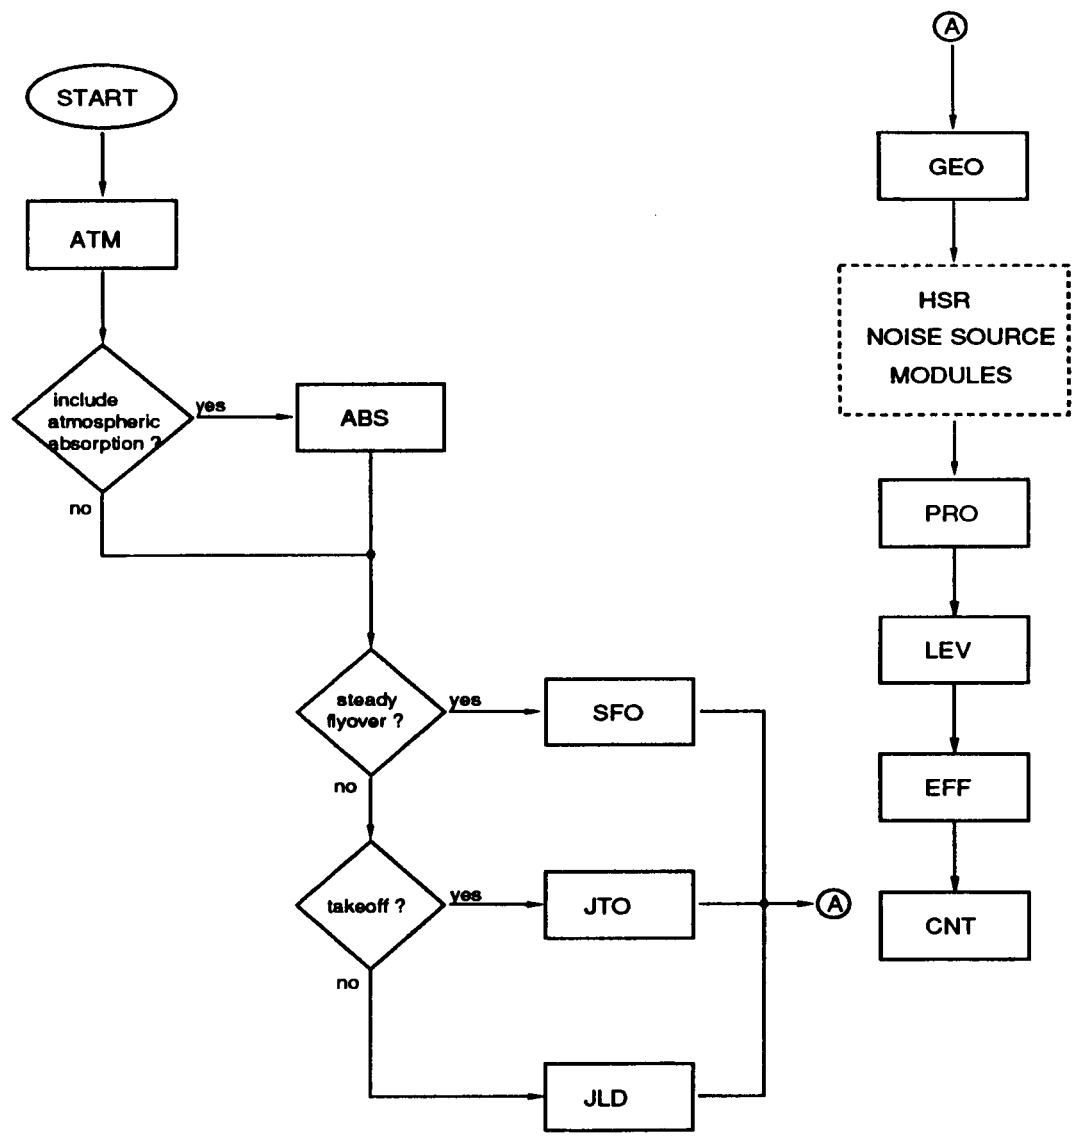 START
ATM
include
atmospheric
absorption ?
yes
no
ABS
steady
flyover ?
yes
no
SFO
takeoff ?
yes
no
JTO
JLD
A
A
GEO
HSR
NOISE SOURCE
MODULES
PRO
LEV
EFF
CNT